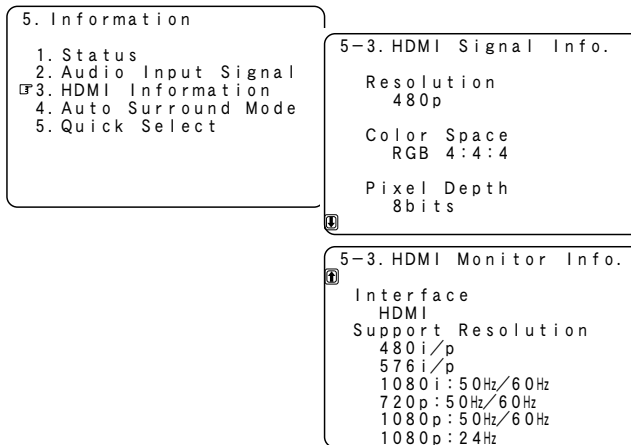 5. Information
1. Status
2. Audio Input Signal
☞3. HDMI Information
4. Auto Surround Mode
5. Quick Select
5-3. HDMI Signal Info.
Resolution
480p
Color Space
RGB 4:4:4
Pixel Depth
8bits
5-3. HDMI Monitor Info.
Interface
HDMI
Support Resolution
480i/p
576i/p
1080i:50Hz/60Hz
720p:50Hz/60Hz
1080p:50Hz/60Hz
1080p:24Hz